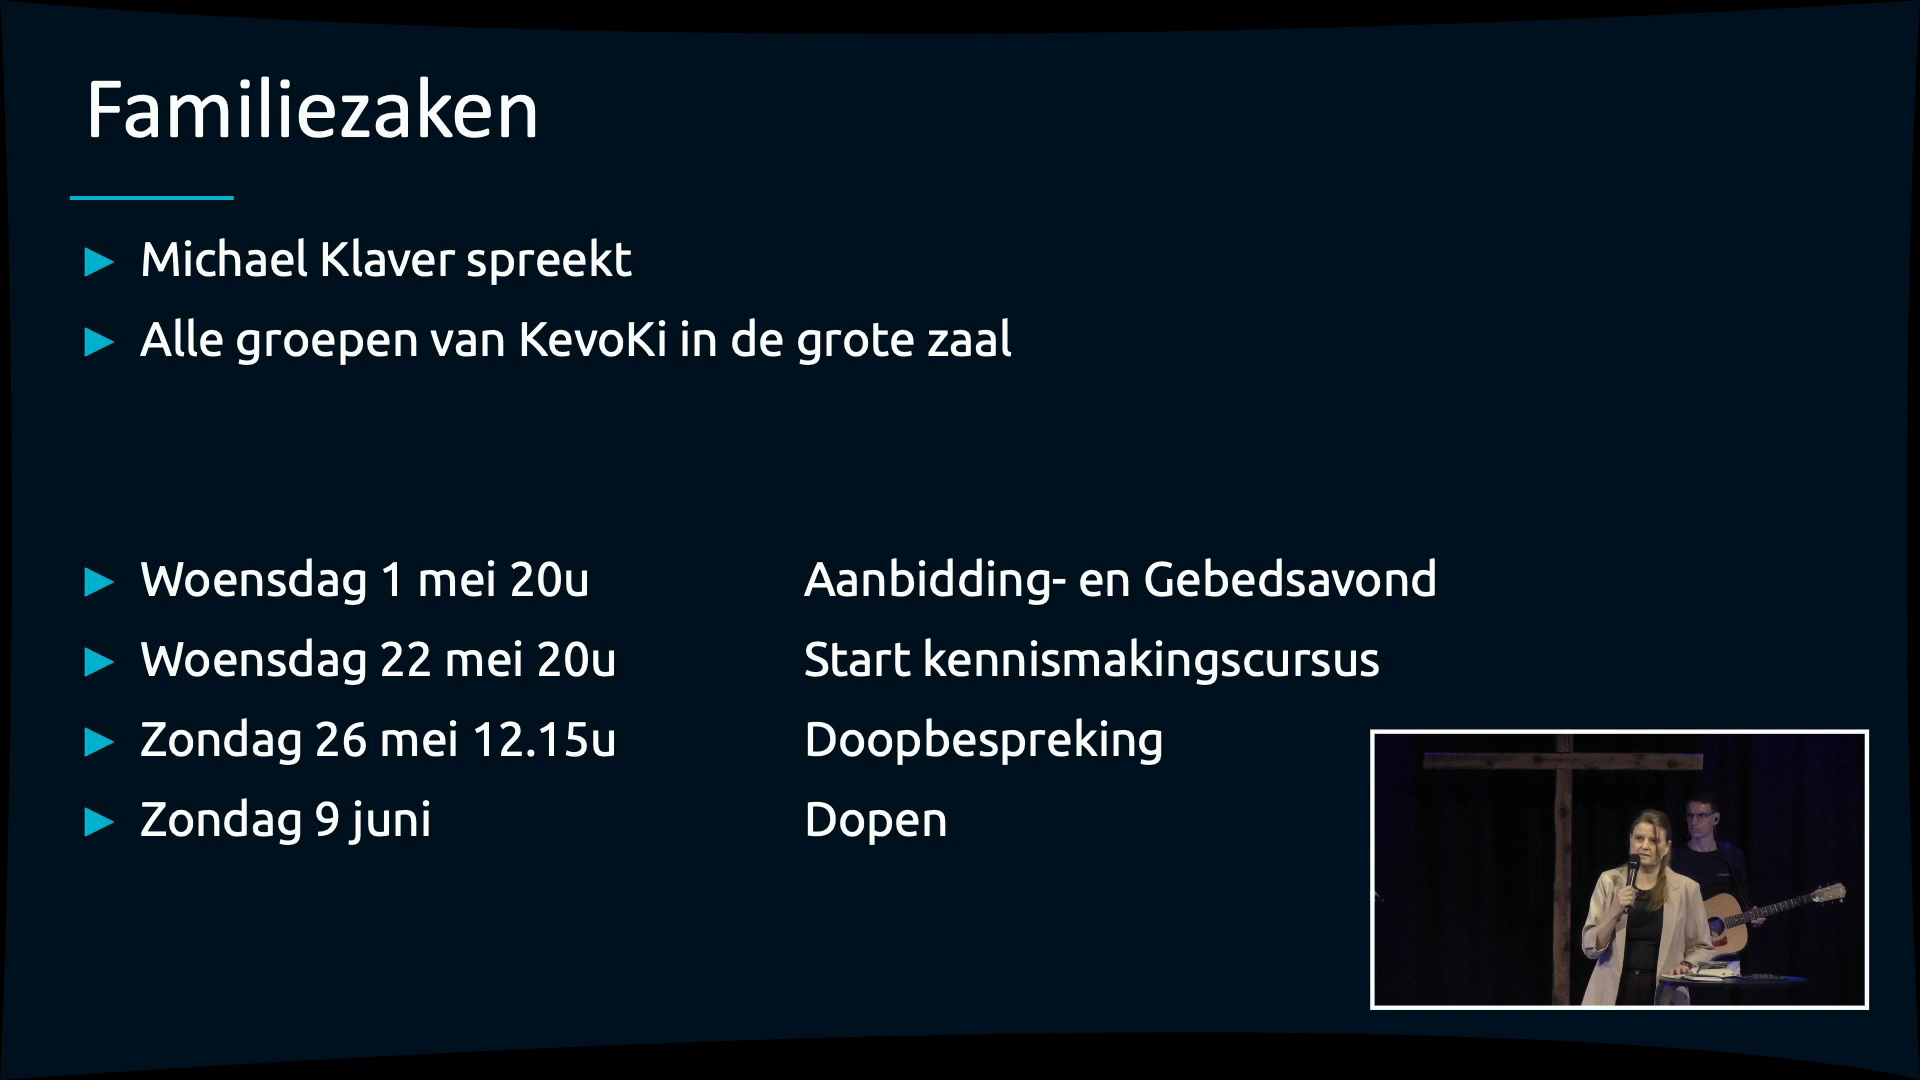 Familiezaken
Michael Klaver spreekt
Alle groepen van KevoKi in de grote zaal
Woensdag 1 mei 20u Aanbidding- en Gebedsavond
Woensdag 22 mei 20u Start kennismakingscursus
Zondag 26 mei 12.15u Doopbespreking
Zondag 9 juni Dopen